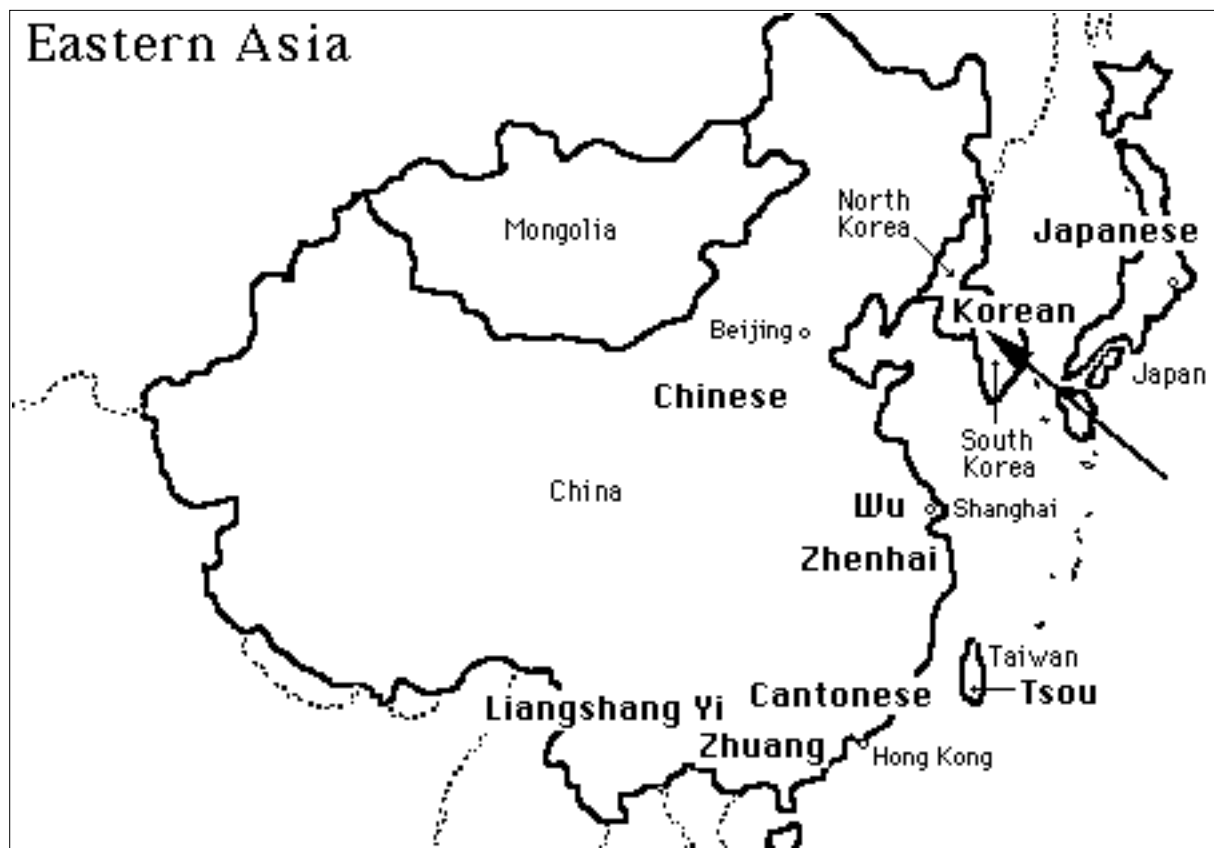 Eastern Asia
North
Korea
Japanese
Mongolia
Korean
Beijing
Japan
Chinese
South
Korea
China
Wu
Shanghai
Zhenhai
Taiwan
Tsou
Cantonese
Liangshang Yi
Zhuang
Hong Kong